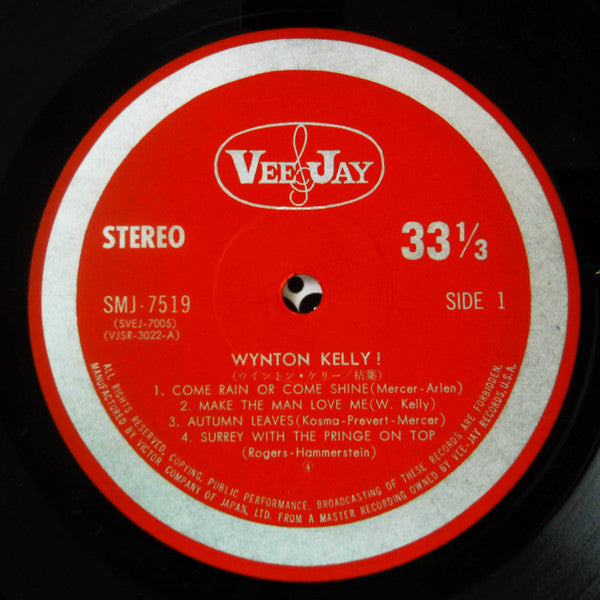 VEE JAY
STEREO
33 1/3
SMJ-7519
SIDE 1
(SVEJ-7005)
(VJSR-3022-A)
WYNTON KELLY!
(ウイントン・ケリー/枯葉)
1. COME RAIN OR COME SHINE(Mercer-Arlen)
2. MAKE THE MAN LOVE ME(W. Kelly)
3. AUTUMN LEAVES(Kosma-Prevert-Mercer)
4. SURREY WITH THE PRINGE ON TOP
(Rogers-Hammerstein)
4
ALL RIGHTS RESERVED, COPYING, PUBLIC PERFORMANCE, BROADCASTING OF THESE RECORDS ARE FORBIDDEN.
MANUFACTURED BY VICTOR COMPANY OF JAPAN, LTD. FROM A MASTER RECORDING OWNED BY VEE JAY RECORDS, U.S.A.